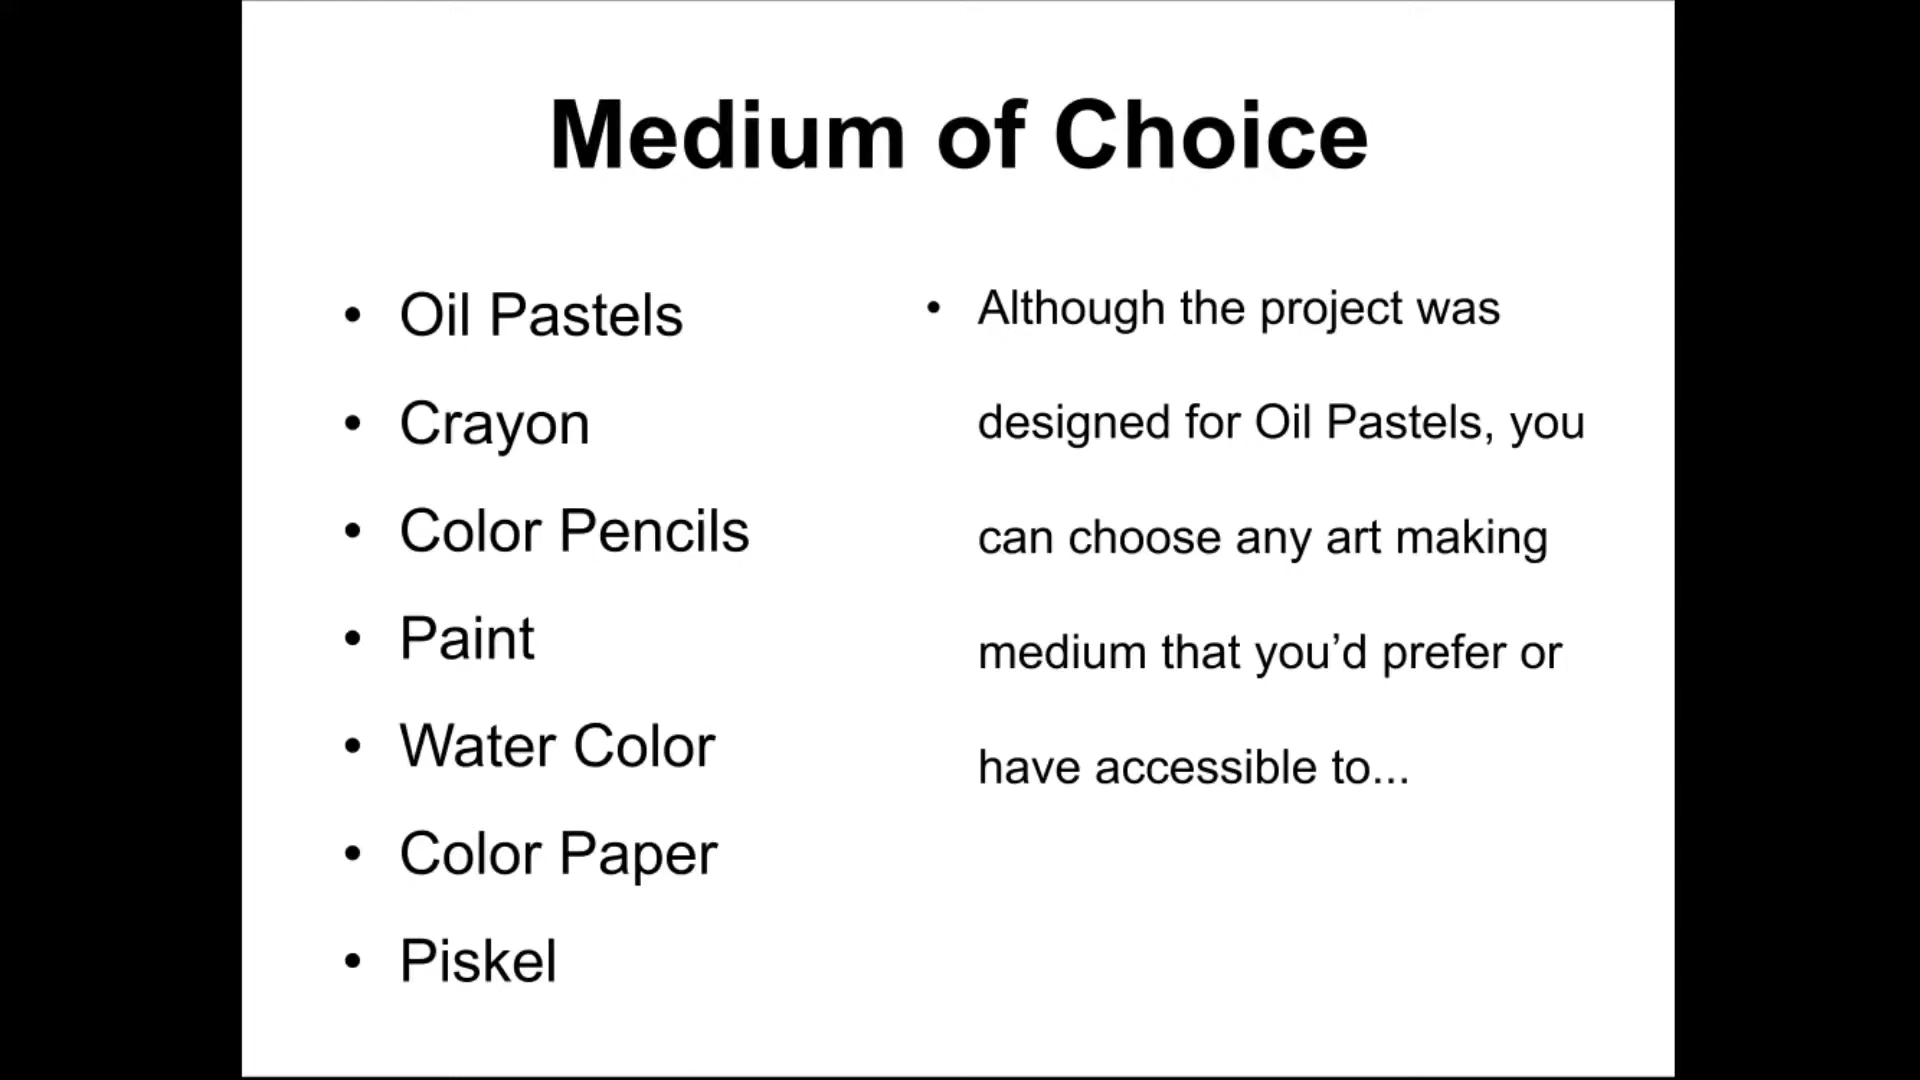 Medium of Choice
• Oil Pastels
• Crayon
• Color Pencils
• Paint
• Water Color
• Color Paper
• Piskel
• Although the project was
designed for Oil Pastels, you
can choose any art making
medium that you’d prefer or
have accessible to...